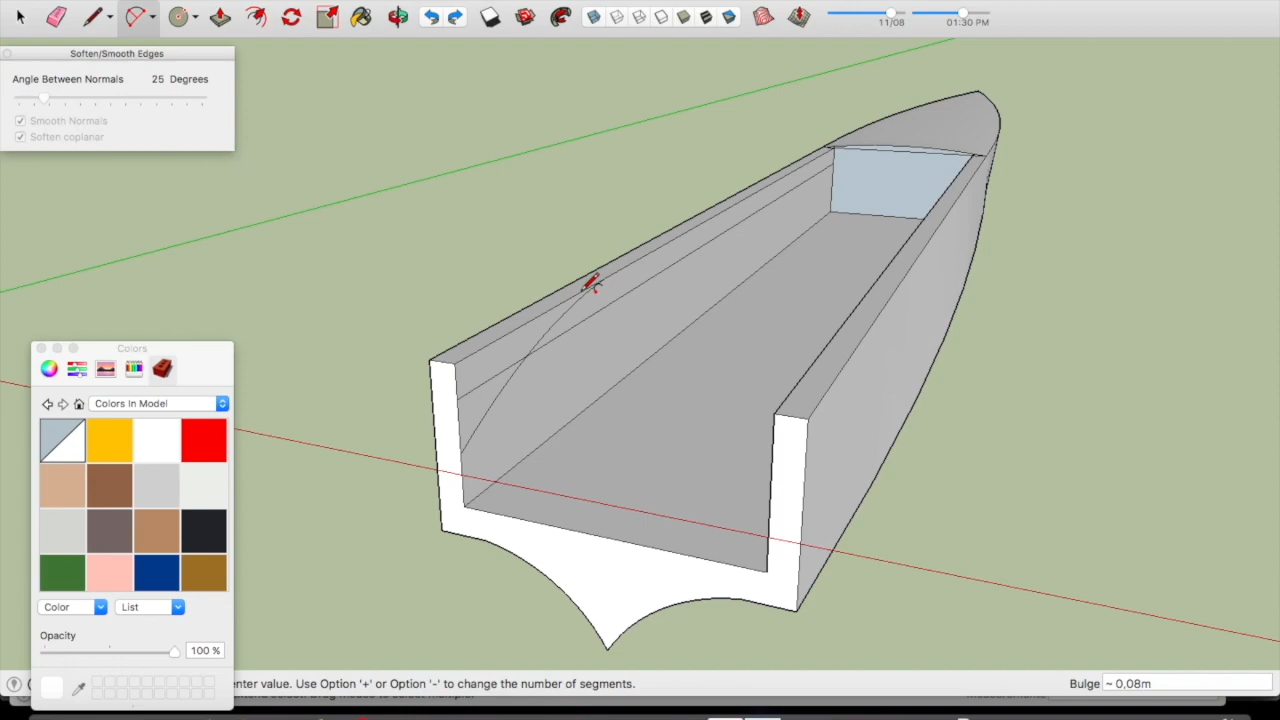 11/08
01:30 PM
Soften/Smooth Edges
Angle Between Normals 25 Degrees
Smooth Normals
Soften coplanar
Colors
Colors In Model
Color
List
Opacity
100 %
enter value. Use Option '+' or Option '-' to change the number of segments.
Bulge ~ 0,08m